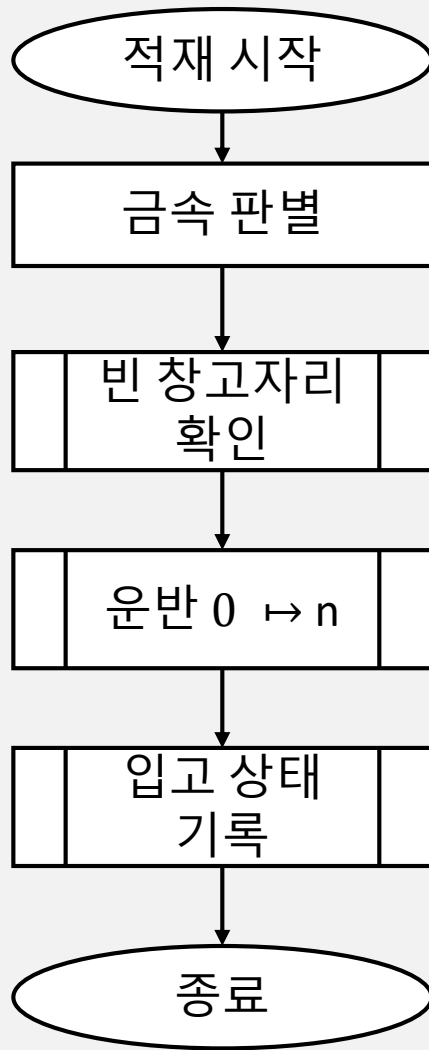 적재 시작
금속 판별
빈 창고자리
확인
운반 0 ↦ n
입고 상태
기록
종료